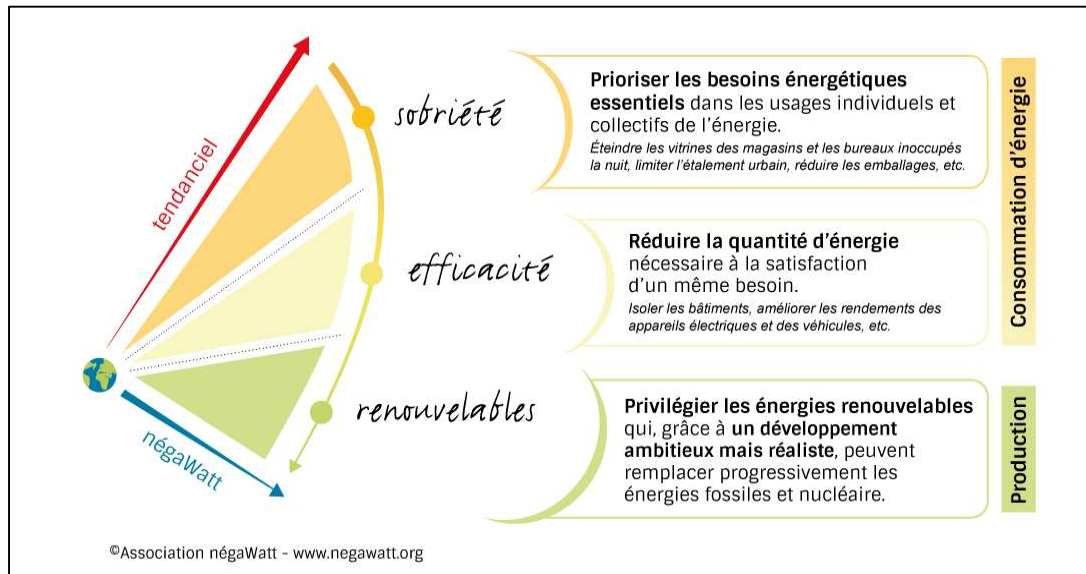 tendanciel
négaWatt
sobriété
Prioriser les besoins énergétiques
essentiels dans les usages individuels et
collectifs de l'énergie.
Éteindre les vitrines des magasins et les bureaux inoccupés
la nuit, limiter l'étalement urbain, réduire les emballages, etc.
efficacité
Réduire la quantité d'énergie
nécessaire à la satisfaction
d'un même besoin.
Isoler les bâtiments, améliorer les rendements des
appareils électriques et des véhicules, etc.
Consommation d'énergie
renouvelables
Privilégier les énergies renouvelables
qui, grâce à un développement
ambitieux mais réaliste, peuvent
remplacer progressivement les
énergies fossiles et nucléaire.
Production
©Association négaWatt - www.negawatt.org